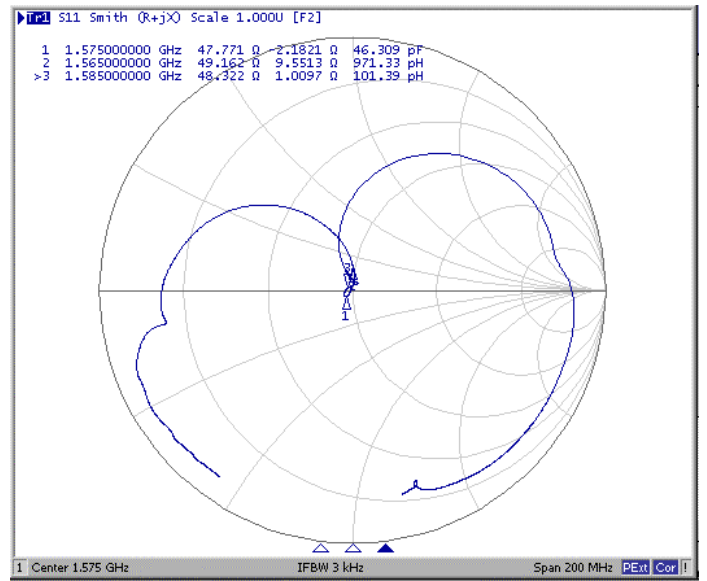 Tr1 S11 Smith (R+jX) Scale 1.000U [F2]
1 1.575000000 GHz 47.771 Ω -2.1821 Ω 46.309 pF
2 1.565000000 GHz 49.162 Ω 9.5513 Ω 971.33 pH
>3 1.585000000 GHz 48.322 Ω 1.0097 Ω 101.39 pH
1
1 Center 1.575 GHz IFBW 3 kHz Span 200 MHz PExt Cor !